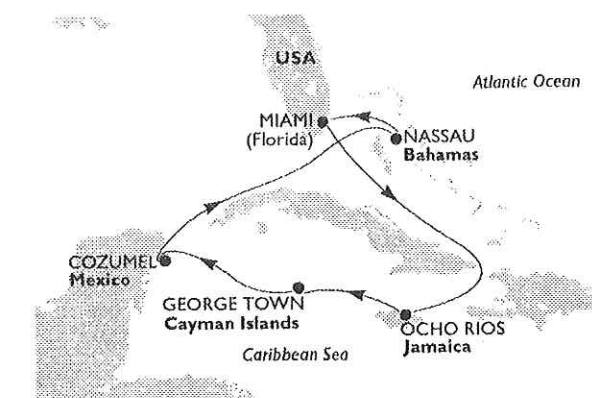 USA
Atlantic Ocean
MIAMI
(Florida)
NASSAU
Bahamas
COZUMEL
Mexico
GEORGE TOWN
Cayman Islands
OCHO RIOS
Jamaica
Caribbean Sea